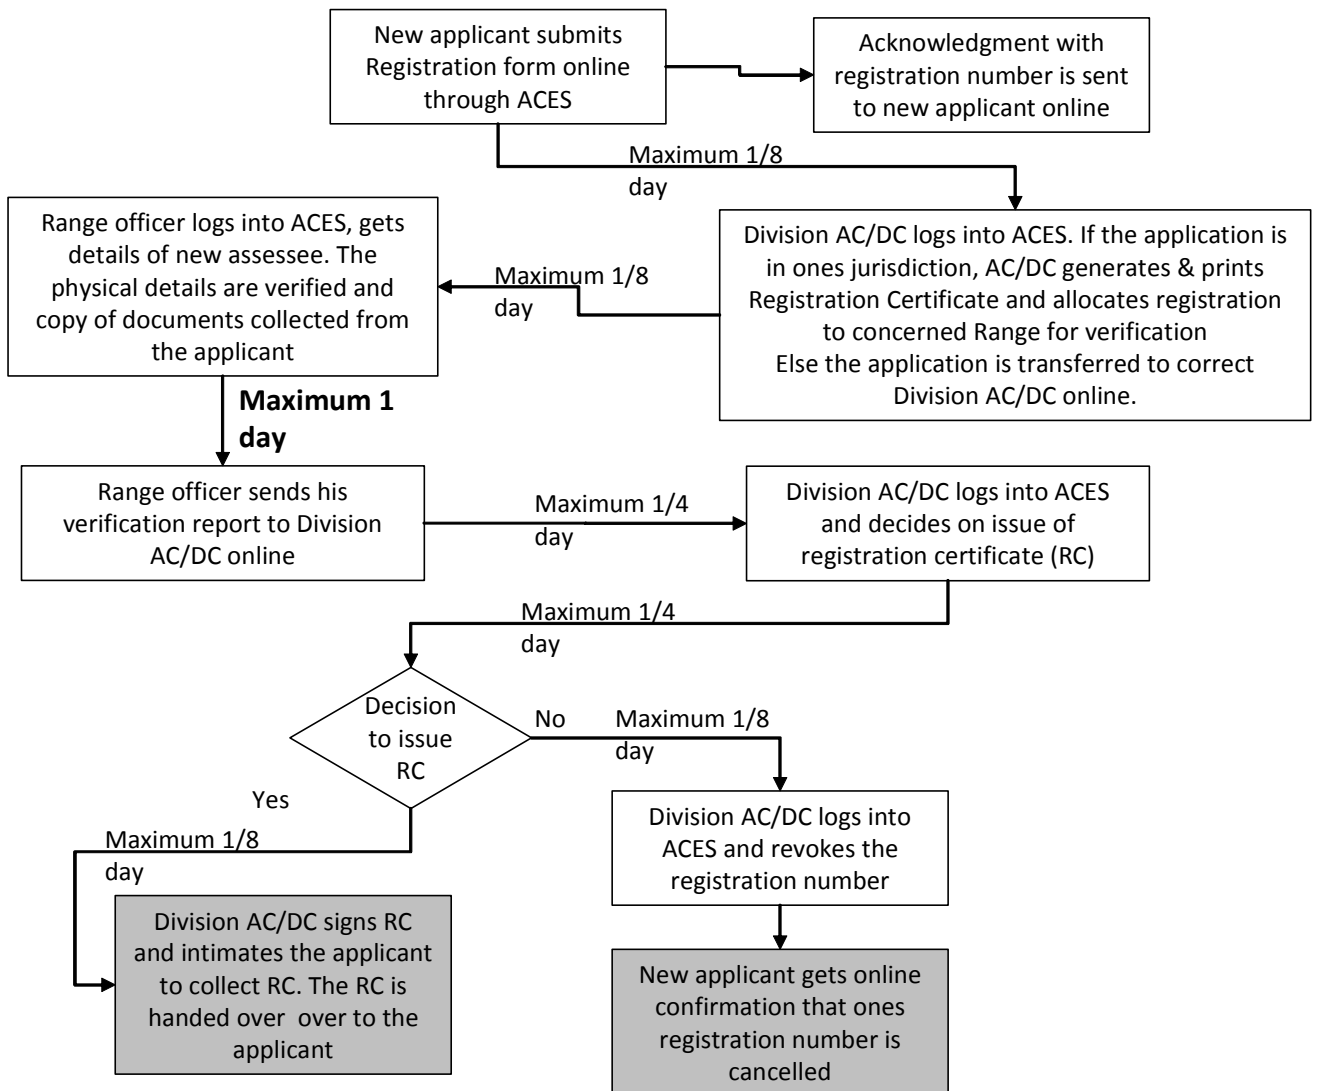 New applicant submits
Registration form online
through ACES
Acknowledgment with
registration number is sent
to new applicant online
Maximum 1/8
day
Division AC/DC logs into ACES. If the application is
in ones jurisdiction, AC/DC generates & prints
Registration Certificate and allocates registration
to concerned Range for verification
Else the application is transferred to correct
Division AC/DC online.
Maximum 1/8
day
Range officer logs into ACES, gets
details of new assessee. The
physical details are verified and
copy of documents collected from
the applicant
Maximum 1
day
Range officer sends his
verification report to Division
AC/DC online
Maximum 1/4
day
Division AC/DC logs into ACES
and decides on issue of
registration certificate (RC)
Maximum 1/4
day
Decision
to issue
RC
No
Maximum 1/8
day
Yes
Maximum 1/8
day
Division AC/DC logs into
ACES and revokes the
registration number
Division AC/DC signs RC
and intimates the applicant
to collect RC. The RC is
handed over over to the
applicant
New applicant gets online
confirmation that ones
registration number is
cancelled